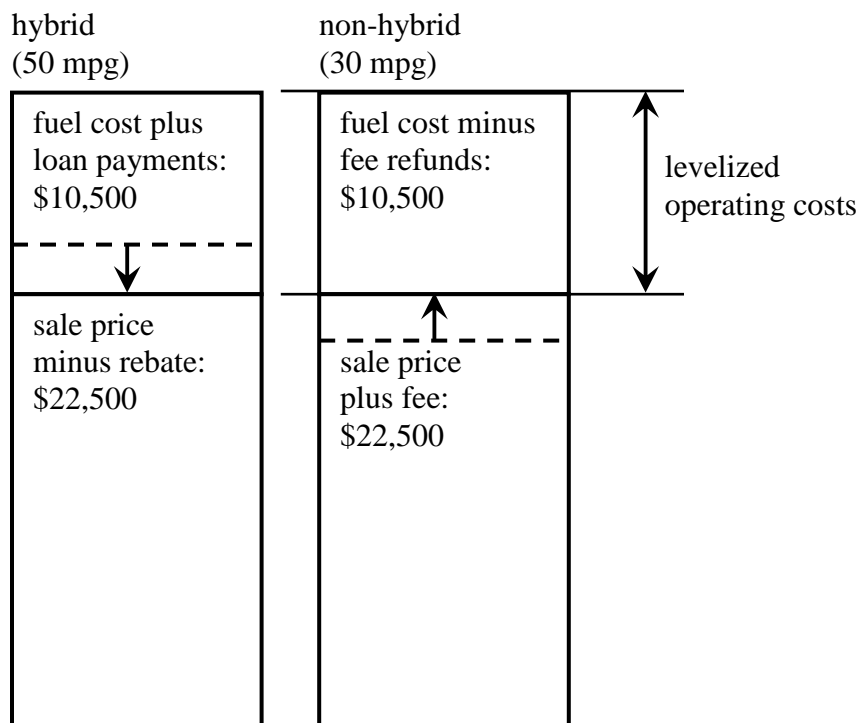 hybrid
(50 mpg)
non-hybrid
(30 mpg)
fuel cost plus
loan payments:
$10,500
fuel cost minus
fee refunds:
$10,500
levelized
operating costs
sale price
minus rebate:
$22,500
sale price
plus fee:
$22,500